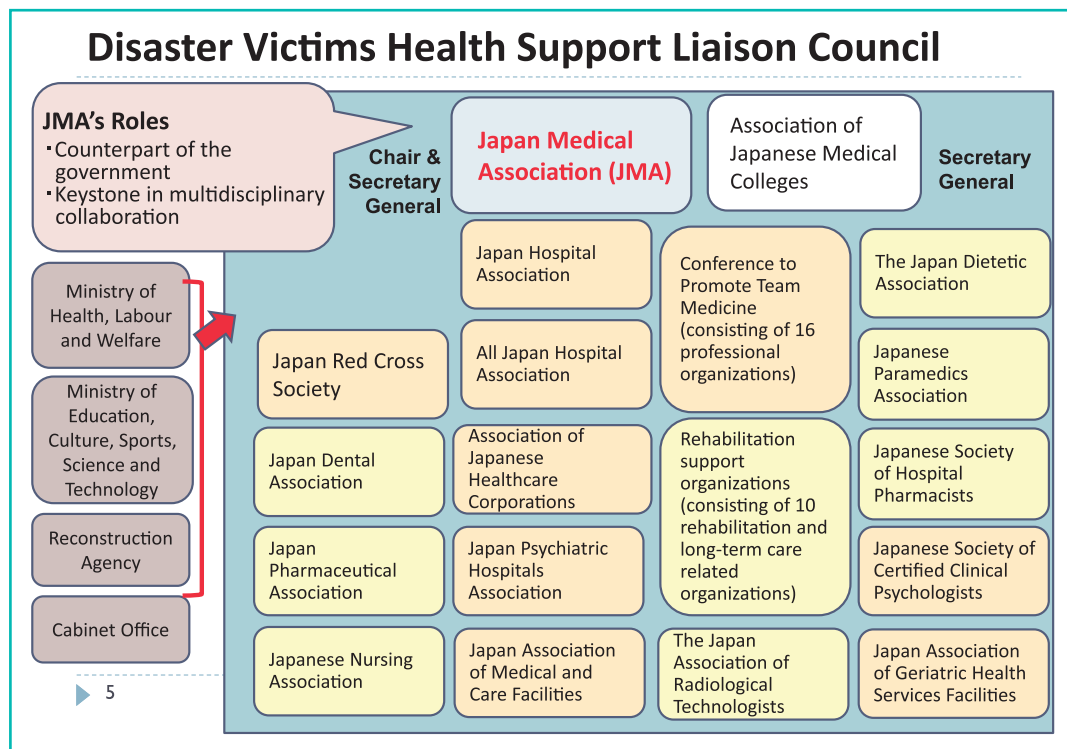 Disaster Victims Health Support Liaison Council
JMA's Roles
・Counterpart of the
government
・Keystone in multidisciplinary
collaboration
Chair &
Secretary
General
Japan Medical
Association (JMA)
Association of
Japanese Medical
Colleges
Secretary
General
Ministry of
Health, Labour
and Welfare
Ministry of
Education,
Culture, Sports,
Science and
Technology
Reconstruction
Agency
Cabinet Office
Japan Red Cross
Society
Japan Dental
Association
Japan
Pharmaceutical
Association
Japanese Nursing
Association
Japan Hospital
Association
All Japan Hospital
Association
Association of
Japanese
Healthcare
Corporations
Japan Psychiatric
Hospitals
Association
Japan Association
of Medical and
Care Facilities
Conference to
Promote Team
Medicine
(consisting of 16
professional
organizations)
Rehabilitation
support
organizations
(consisting of 10
rehabilitation and
long-term care
related
organizations)
The Japan
Association of
Radiological
Technologists
The Japan Dietetic
Association
Japanese
Paramedics
Association
Japanese Society
of Hospital
Pharmacists
Japanese Society of
Certified Clinical
Psychologists
Japan Association
of Geriatric Health
Services Facilities
5